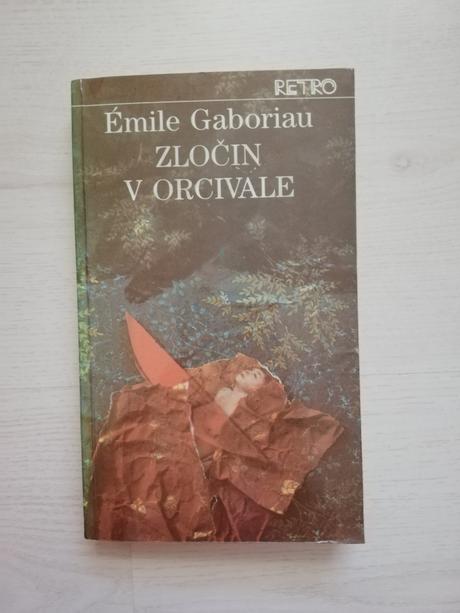 RETRO
Émile Gaboriau
ZLOČIN
V ORCIVALE